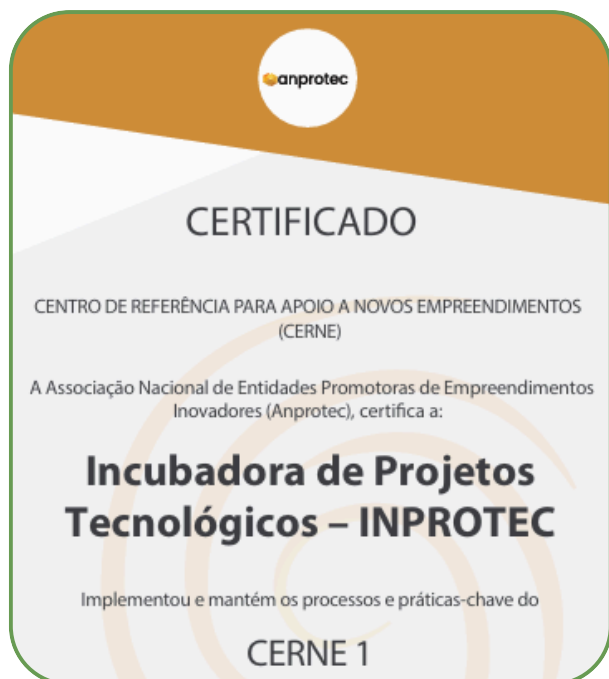 anprotec
CERTIFICADO
CENTRO DE REFERÊNCIA PARA APOIO A NOVOS EMPREENDIMENTOS
(CERNE)
A Associação Nacional de Entidades Promotoras de Empreendimentos
Inovadores (Anprotec), certifica a:
Incubadora de Projetos
Tecnológicos – INPROTEC
Implementou e mantém os processos e práticas-chave do
CERNE 1